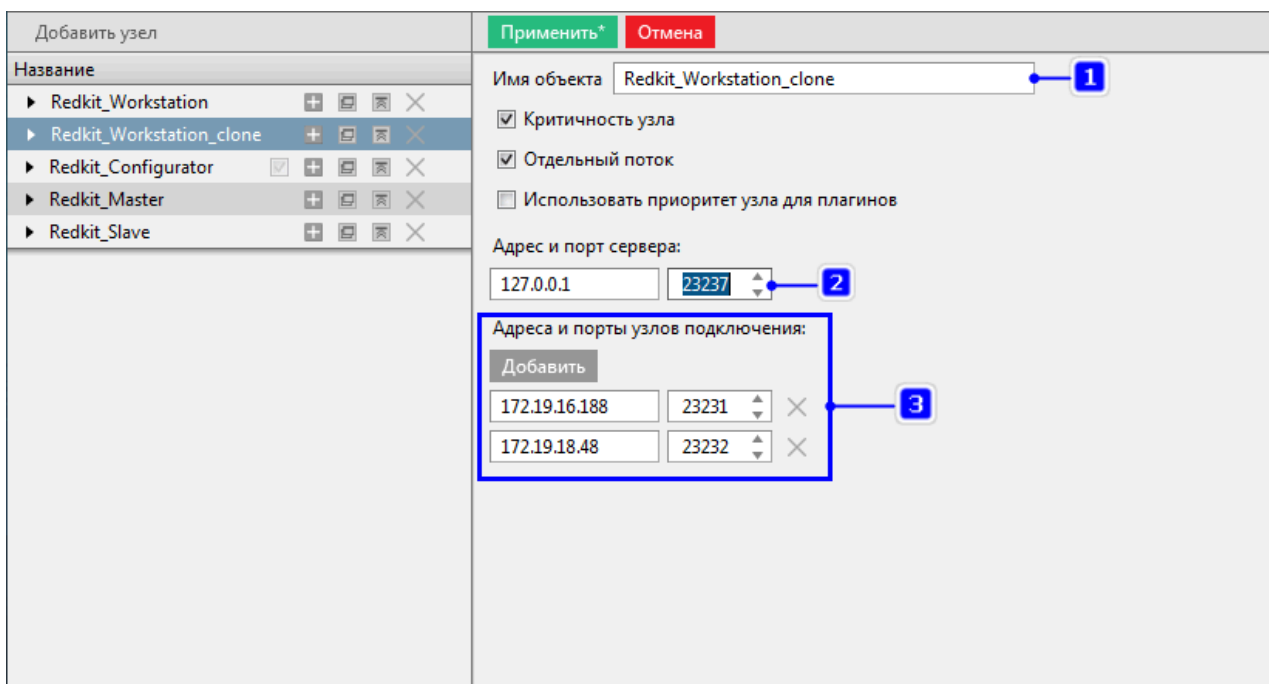 Добавить узел
Применить* Отмена
Название
Redkit_Workstation
Redkit_Workstation_clone
Redkit_Configurator
Redkit_Master
Redkit_Slave
Имя объекта Redkit_Workstation_clone 1
Критичность узла
Отдельный поток
Использовать приоритет узла для плагинов
Адрес и порт сервера:
127.0.0.1 23237 2
Адреса и порты узлов подключения:
Добавить
172.19.16.188 23231 3
172.19.18.48 23232